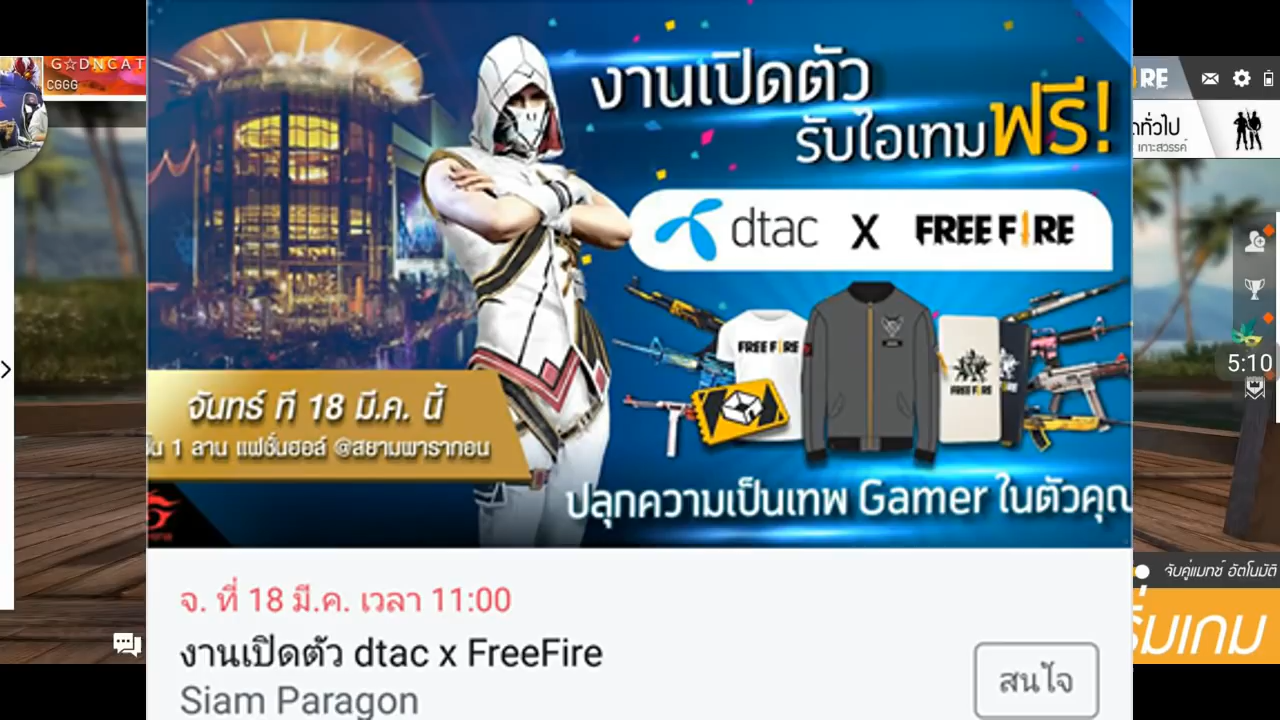 G☆DNCAT
CGGG
งานเปิดตัว
รับไอเทมฟรี!
dtac X FREE FIRE
FREE FIRE
FREE FIRE
จันทร์ ที่ 18 มี.ค. นี้
1 ลาน แฟชั่นฮอล์ @สยามพารากอน
ปลุกความเป็นเทพ Gamer ในตัวคุณ
จ. ที่ 18 มี.ค. เวลา 11:00
งานเปิดตัว dtac x FreeFire
Siam Paragon
สนใจ
RE
ทั่วไป
เกาะสวรรค์
5:10
จับคู่แมทช์ อัตโนมัติ
ริ่มเกม